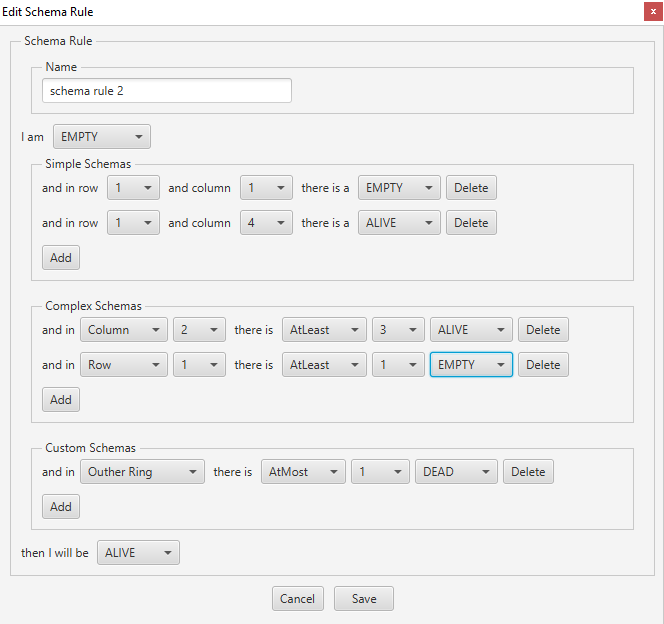 Edit Schema Rule x
Schema Rule
Name
schema rule 2
I am EMPTY
Simple Schemas
and in row 1 and column 1 there is a EMPTY Delete
and in row 1 and column 4 there is a ALIVE Delete
Add
Complex Schemas
and in Column 2 there is AtLeast 3 ALIVE Delete
and in Row 1 there is AtLeast 1 EMPTY Delete
Add
Custom Schemas
and in Outher Ring there is AtMost 1 DEAD Delete
Add
then I will be ALIVE
Cancel Save